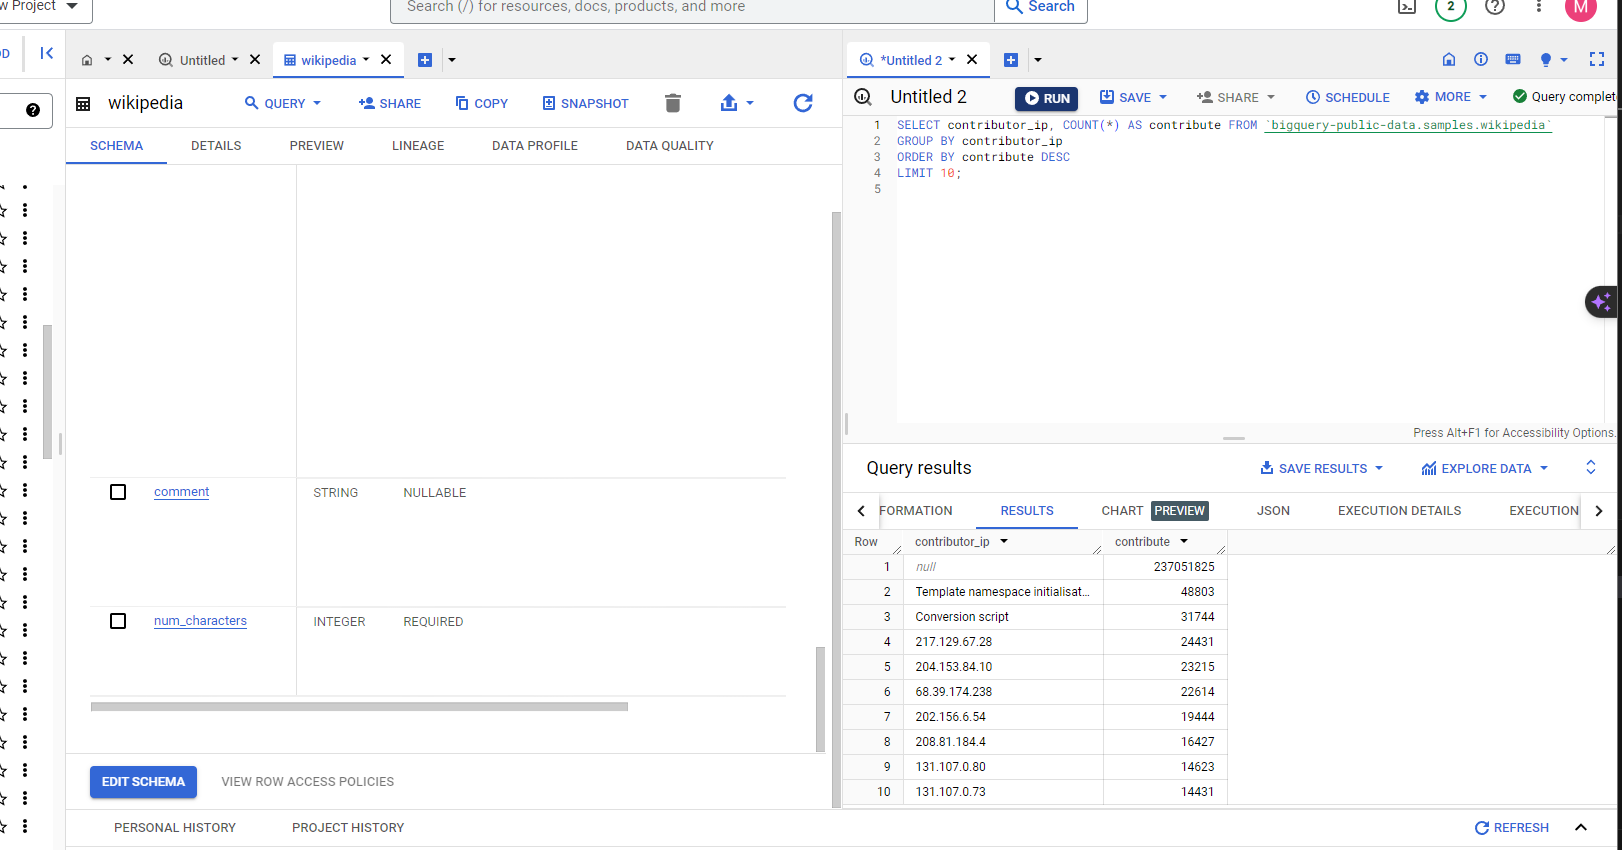 w Project
Search (/) for resources, docs, products, and more
Search
2
M
Untitled
wikipedia
*Untitled 2
wikipedia
QUERY
SHARE
COPY
SNAPSHOT
SCHEMA
DETAILS
PREVIEW
LINEAGE
DATA PROFILE
DATA QUALITY
comment
STRING
NULLABLE
num_characters
INTEGER
REQUIRED
EDIT SCHEMA
VIEW ROW ACCESS POLICIES
Untitled 2
RUN
SAVE
SHARE
SCHEDULE
MORE
Query complet
1 SELECT contributor_ip, COUNT(*) AS contribute FROM `bigquery-public-data.samples.wikipedia`
2 GROUP BY contributor_ip
3 ORDER BY contribute DESC
4 LIMIT 10;
5
Press Alt+F1 for Accessibility Options.
Query results
SAVE RESULTS
EXPLORE DATA
FORMATION
RESULTS
CHART PREVIEW
JSON
EXECUTION DETAILS
EXECUTION
Row contributor_ip contribute
1 null 237051825
2 Template namespace initialisat... 48803
3 Conversion script 31744
4 217.129.67.28 24431
5 204.153.84.10 23215
6 68.39.174.238 22614
7 202.156.6.54 19444
8 208.81.184.4 16427
9 131.107.0.80 14623
10 131.107.0.73 14431
PERSONAL HISTORY
PROJECT HISTORY
REFRESH